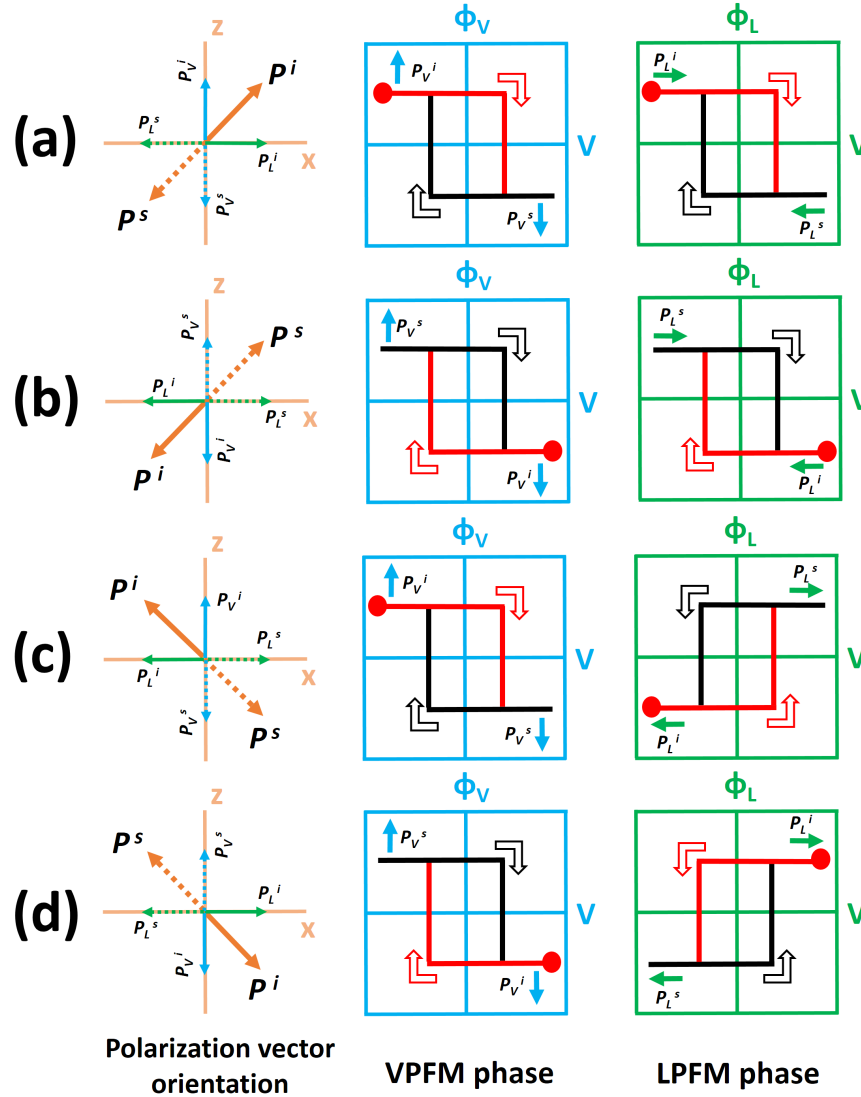 (a)
z
P_V^i
P^i
P_L^s
P_L^i
x
P^s
P_V^s
Φ_V
P_V^i
P_V^s
V
Φ_L
P_L^i
P_L^s
V
(b)
z
P_V^s
P^s
P_L^i
P_L^s
x
P^i
P_V^i
Φ_V
P_V^s
P_V^i
V
Φ_L
P_L^s
P_L^i
V
(c)
z
P^i
P_V^i
P_L^s
P_L^i
x
P_V^s
P^s
Φ_V
P_V^i
P_V^s
V
Φ_L
P_L^s
P_L^i
V
(d)
z
P^s
P_V^s
P_L^i
P_L^s
x
P_V^i
P^i
Φ_V
P_V^s
P_V^i
V
Φ_L
P_L^i
P_L^s
V
Polarization vector
orientation
VPFM phase
LPFM phase